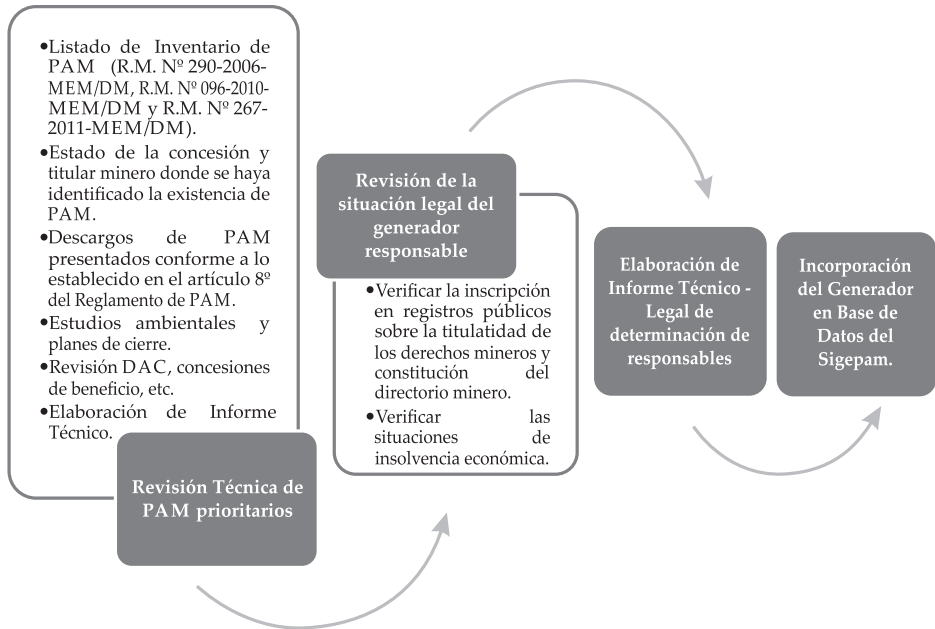 •Listado de Inventario de
PAM (R.M. Nº 290-2006-
MEM/DM, R.M. Nº 096-2010-
MEM/DM y R.M. Nº 267-
2011-MEM/DM).
•Estado de la concesión y
titular minero donde se haya
identificado la existencia de
PAM.
•Descargos de PAM
presentados conforme a lo
establecido en el artículo 8º
del Reglamento de PAM.
•Estudios ambientales y
planes de cierre.
•Revisión DAC, concesiones
de beneficio, etc.
•Elaboración de Informe
Técnico.
Revisión Técnica de
PAM prioritarios
Revisión de la
situación legal del
generador
responsable
•Verificar la inscripción
en registros públicos
sobre la titulatidad de
los derechos mineros y
constitución del
directorio minero.
•Verificar las
situaciones de
insolvencia económica.
Elaboración de
Informe Técnico -
Legal de
determinación de
responsables
Incorporación
del Generador
en Base de
Datos del
Sigepam.